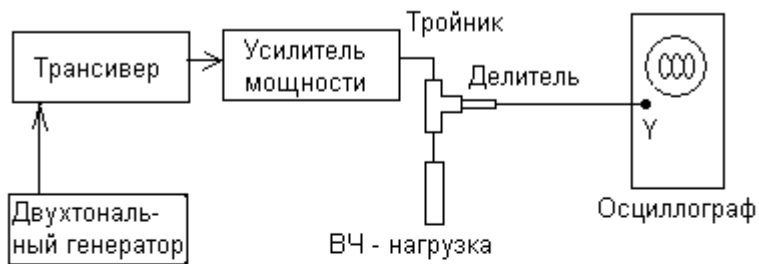 Тройник
Усилитель
мощности
Трансивер
Делитель
Y
Двухтональ-
ный генератор
ВЧ - нагрузка
Осциллограф